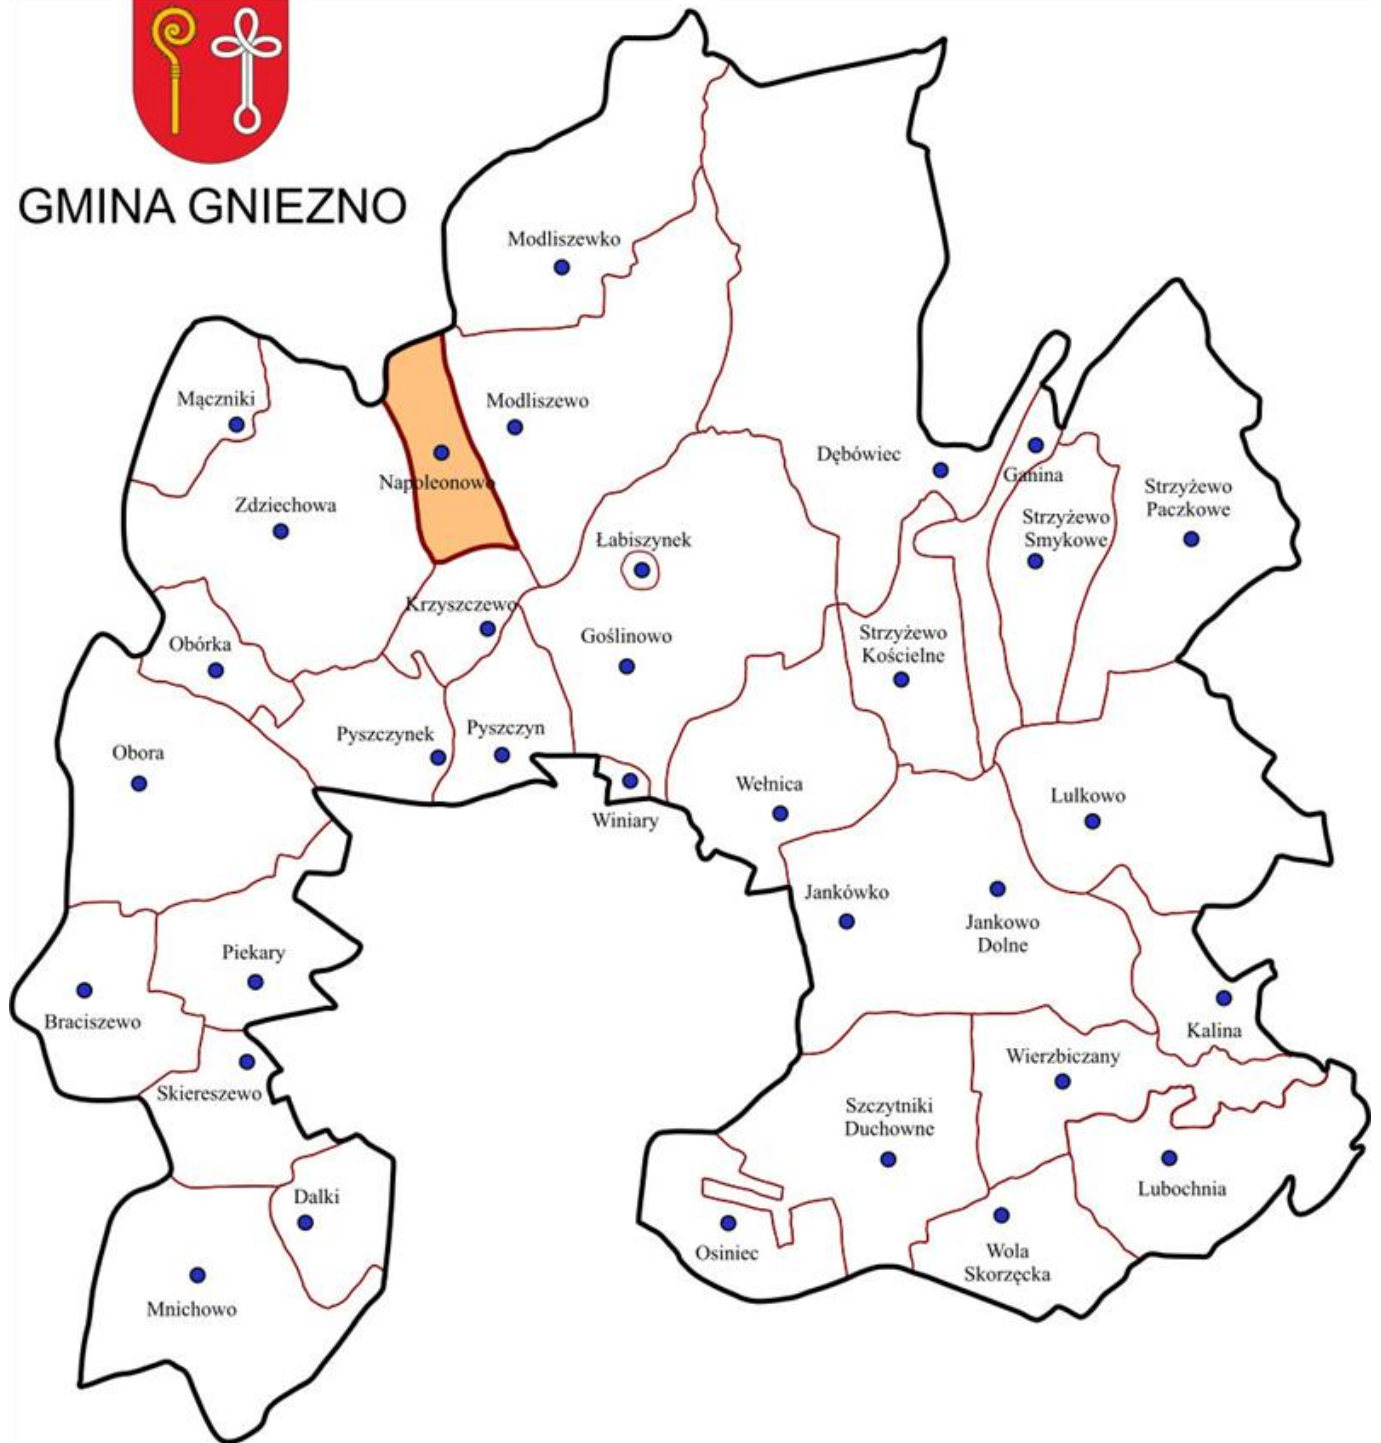 GMINA GNIEZNO
Modliszewko
Mączniki
Modliszewo
Napoleonowo
Zdziechowa
Dębówiec
Ganina
Strzyżewo
Paczkowe
Strzyżewo
Smykowe
Łabiszynek
Krzyszczewo
Goślinowo
Strzyżewo
Kościelne
Obórka
Obora
Pyszczynek
Pyszczyn
Winiary
Wełnica
Lulkowo
Jankówko
Jankowo
Dolne
Piekary
Braciszewo
Kalina
Skiereszewo
Wierzbiczany
Szczytniki
Duchowne
Lubochnia
Dalki
Osiniec
Wola
Skorzęcka
Mnichowo